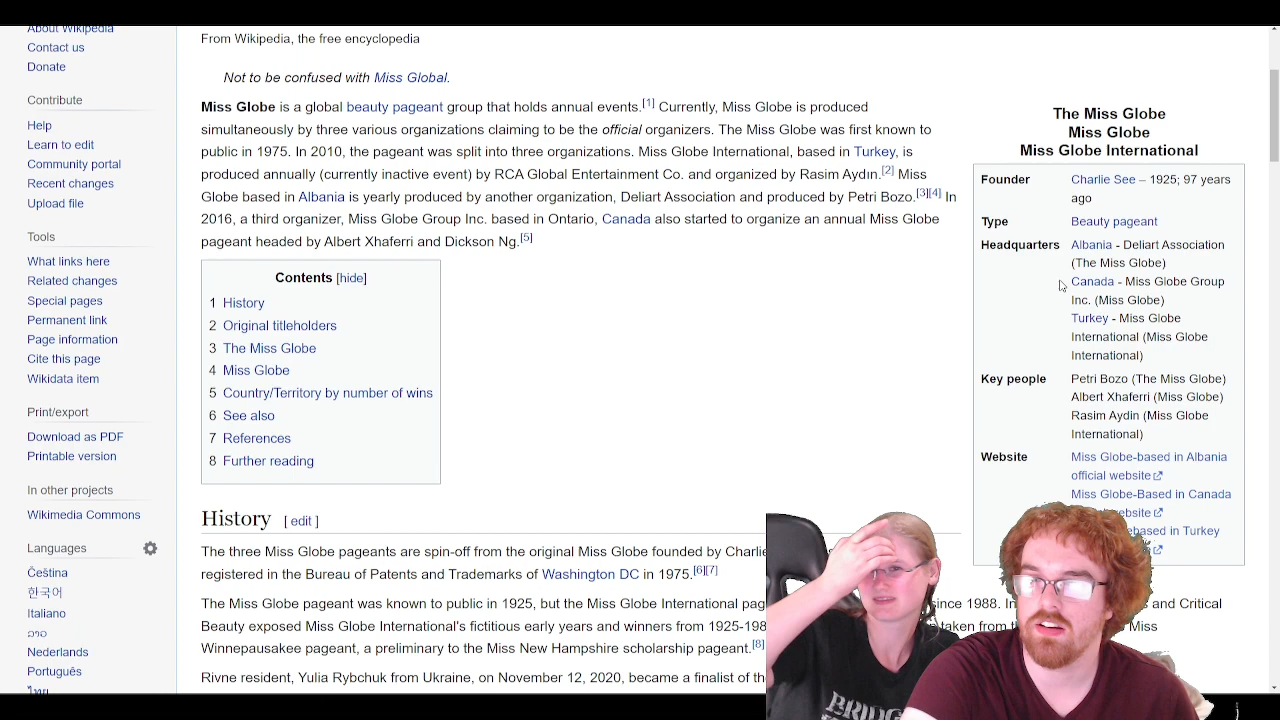 About Wikipedia
Contact us
Donate
Contribute
Help
Learn to edit
Community portal
Recent changes
Upload file
Tools
What links here
Related changes
Special pages
Permanent link
Page information
Cite this page
Wikidata item
Print/export
Download as PDF
Printable version
In other projects
Wikimedia Commons
Languages
Čeština
한국어
Italiano
ລາວ
Nederlands
Português
ไทย
From Wikipedia, the free encyclopedia
Not to be confused with Miss Global.
Miss Globe is a global beauty pageant group that holds annual events.[1] Currently, Miss Globe is produced
simultaneously by three various organizations claiming to be the official organizers. The Miss Globe was first known to
public in 1975. In 2010, the pageant was split into three organizations. Miss Globe International, based in Turkey, is
produced annually (currently inactive event) by RCA Global Entertainment Co. and organized by Rasim Aydın.[2] Miss
Globe based in Albania is yearly produced by another organization, Deliart Association and produced by Petri Bozo.[3][4] In
2016, a third organizer, Miss Globe Group Inc. based in Ontario, Canada also started to organize an annual Miss Globe
pageant headed by Albert Xhaferri and Dickson Ng.[5]
Contents [hide]
1 History
2 Original titleholders
3 The Miss Globe
4 Miss Globe
5 Country/Territory by number of wins
6 See also
7 References
8 Further reading
The Miss Globe
Miss Globe
Miss Globe International
Founder Charlie See – 1925; 97 years
ago
Type Beauty pageant
Headquarters Albania - Deliart Association
(The Miss Globe)
Canada - Miss Globe Group
Inc. (Miss Globe)
Turkey - Miss Globe
International (Miss Globe
International)
Key people Petri Bozo (The Miss Globe)
Albert Xhaferri (Miss Globe)
Rasim Aydin (Miss Globe
International)
Website Miss Globe-based in Albania
official website
Miss Globe-Based in Canada
website
based in Turkey
History [ edit ]
The three Miss Globe pageants are spin-off from the original Miss Globe founded by Charlie
registered in the Bureau of Patents and Trademarks of Washington DC in 1975.[6][7]
The Miss Globe pageant was known to public in 1925, but the Miss Globe International since 1988. and Critical
Beauty exposed Miss Globe International's fictitious early years and winners from taken from Miss
Winnepausakee pageant, a preliminary to the Miss New Hampshire scholarship pageant.[8]
Rivne resident, Yulia Rybchuk from Ukraine, on November 12, 2020, became a finalist of